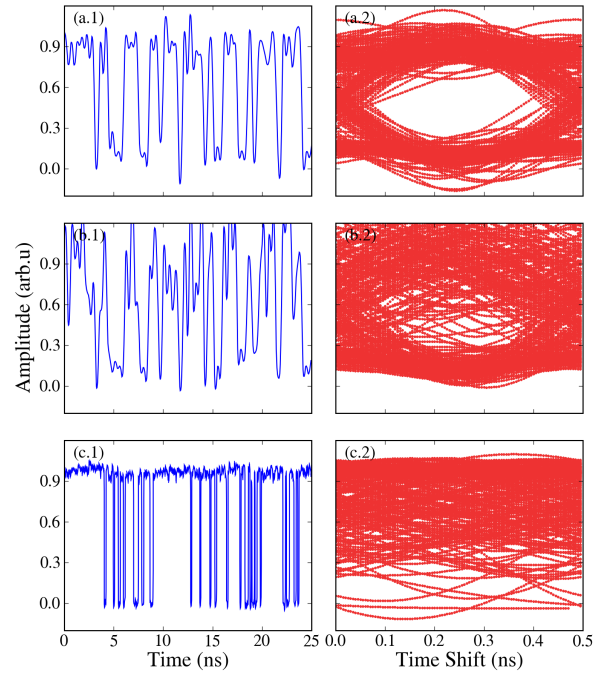 (a.1)
0.9
0.6
0.3
0.0
(a.2)
(b.1)
0.9
0.6
0.3
0.0
(b.2)
Amplitude (arb.u)
(c.1)
0.9
0.6
0.3
0.0
0 5 10 15 20 25
Time (ns)
(c.2)
0.0 0.1 0.2 0.3 0.4 0.5
Time Shift (ns)